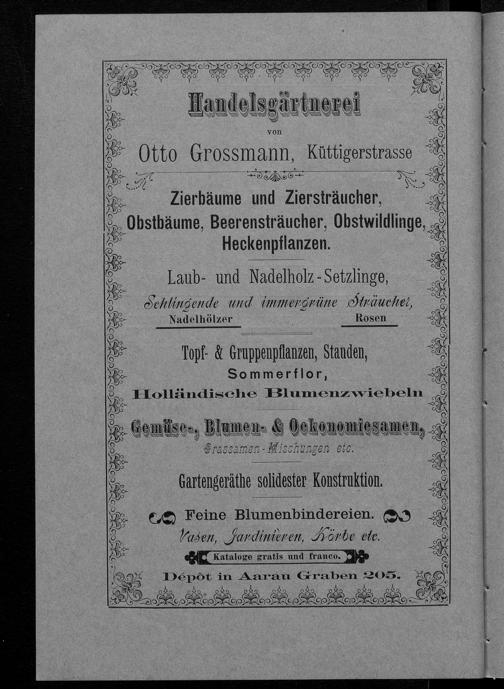 Handelsgärtnerei
von
Otto Grossmann, Küttigerstrasse
Zierbäume und Ziersträucher,
Obstbäume, Beerensträucher, Obstwildlinge,
Heckenpflanzen.
Laub- und Nadelholz-Setzlinge,
Schlingende und immergrüne Sträucher,
Nadelhölzer Rosen
Topf- & Gruppenpflanzen, Standen,
Sommerflor,
Holländische Blumenzwiebeln
Gemüse-, Blumen- & Oekonomiesamen,
Grassamen-Mischungen etc.
Gartengeräthe solidester Konstruktion.
Feine Blumenbindereien.
Vasen, Jardinieren, Körbe etc.
Kataloge gratis und franco.
Dépôt in Aarau Graben 205.